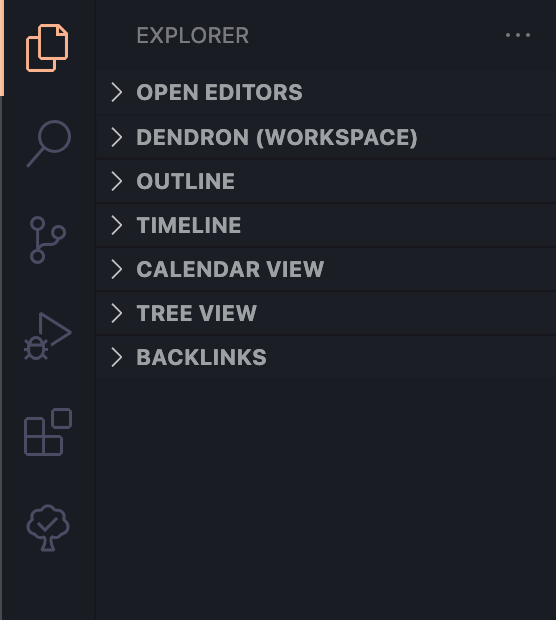 EXPLORER
OPEN EDITORS
DENDRON (WORKSPACE)
OUTLINE
TIMELINE
CALENDAR VIEW
TREE VIEW
BACKLINKS